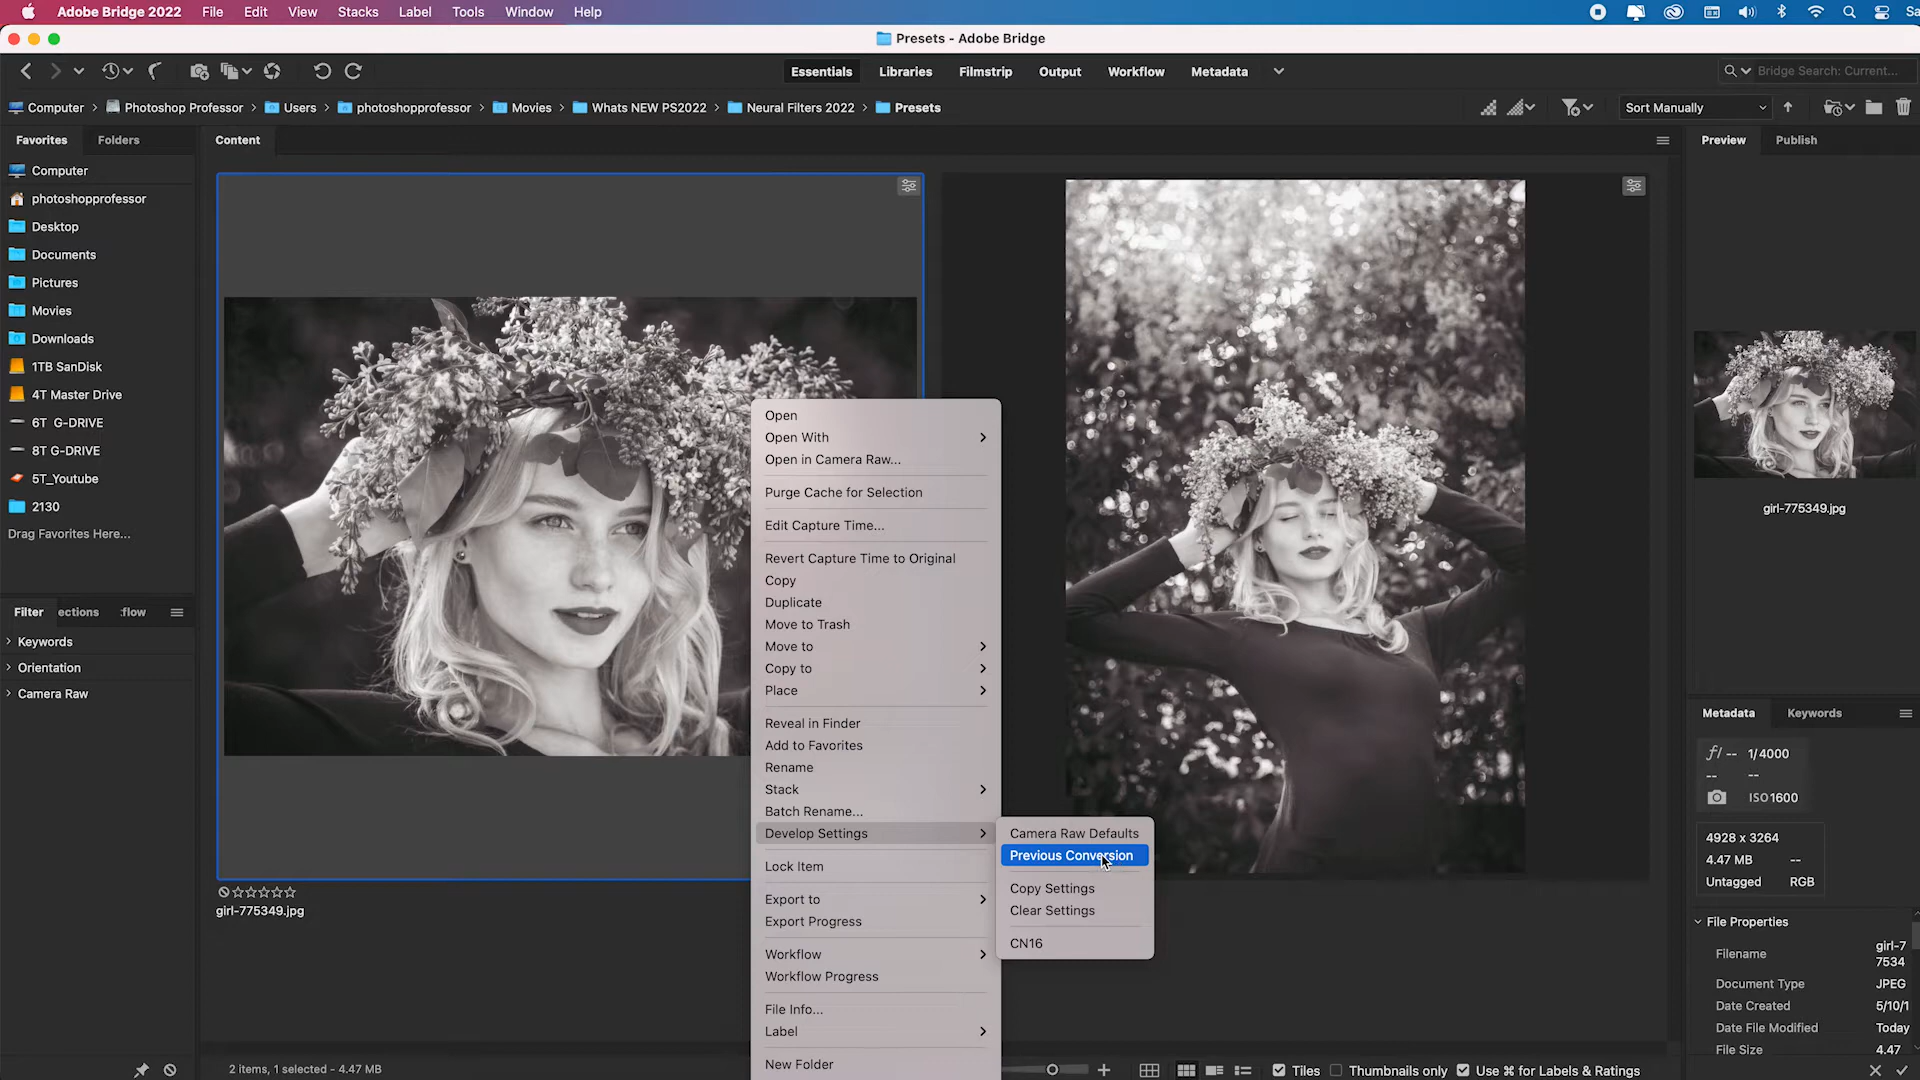 Adobe Bridge 2022 File Edit View Stacks Label Tools Window Help
Presets - Adobe Bridge
Essentials Libraries Filmstrip Output Workflow Metadata
Bridge Search: Current...
Computer Photoshop Professor Users photoshopprofessor Movies Whats NEW PS2022 Neural Filters 2022 Presets
Sort Manually
Favorites Folders
Content
Preview Publish
Computer
photoshopprofessor
Desktop
Documents
Pictures
Movies
Downloads
1TB SanDisk
4T Master Drive
6T G-DRIVE
8T G-DRIVE
5T_Youtube
2130
Drag Favorites Here...
Filter ections :flow
Keywords
Orientation
Camera Raw
girl-775349.jpg
Open
Open With
Open in Camera Raw...
Purge Cache for Selection
Edit Capture Time...
Revert Capture Time to Original
Copy
Duplicate
Move to Trash
Move to
Copy to
Place
Reveal in Finder
Add to Favorites
Rename
Stack
Batch Rename...
Develop Settings
Lock Item
Export to
Export Progress
Workflow
Workflow Progress
File Info...
Label
New Folder
Camera Raw Defaults
Previous Conversion
Copy Settings
Clear Settings
CN16
girl-775349.jpg
Metadata Keywords
f/ -- 1/4000
-- --
ISO1600
4928 x 3264
4.47 MB --
Untagged RGB
File Properties
Filename girl-7
7534
Document Type JPEG
Date Created 5/10/1
Date File Modified Today
File Size 4.47
2 items, 1 selected - 4.47 MB
Tiles Thumbnails only Use ⌘ for Labels & Ratings